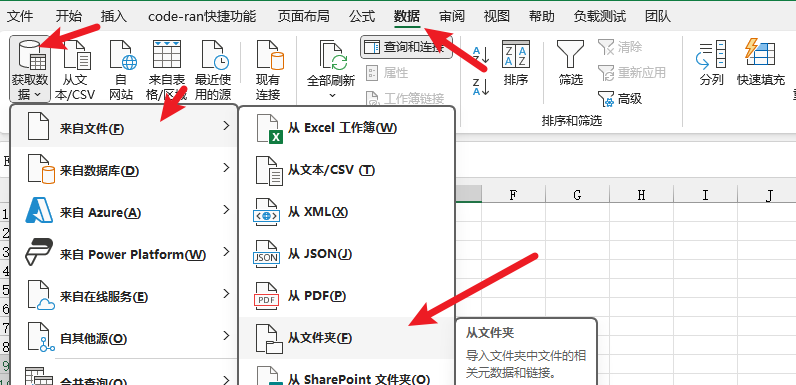 文件 开始 插入 code-ran快捷功能 页面布局 公式 数据 审阅 视图 帮助 负载测试 团队
获取数据
从文本/CSV
自网站
来自表格/区域
最近使用的源
现有连接
全部刷新
查询和连接
属性
工作簿链接
排序
筛选
清除
重新应用
高级
分列
快速填充
排序和筛选
来自文件(F)
来自数据库(D)
来自 Azure(A)
来自 Power Platform(W)
来自在线服务(E)
自其他源(O)
合并查询(Q)
从 Excel 工作簿(W)
从文本/CSV (T)
从 XML(X)
从 JSON(J)
从 PDF(P)
从文件夹(F)
从 SharePoint 文件夹(O)
从文件夹
导入文件夹中文件的相
关元数据和链接。
F G H I J
1
2
3
4
5
6
7
8
9